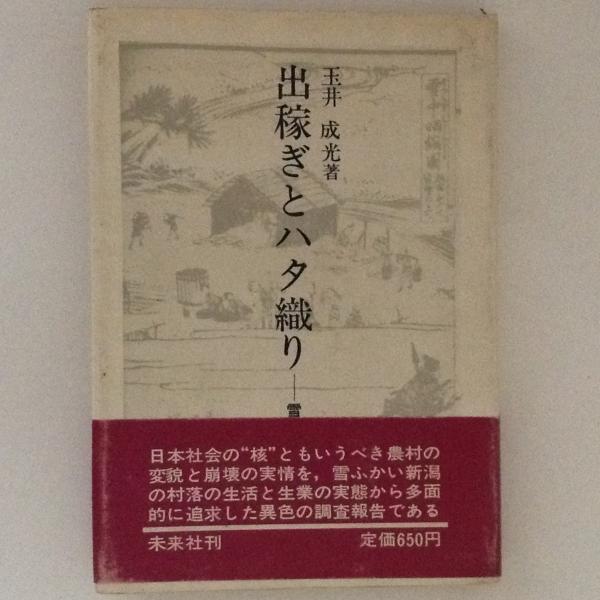 玉井 成光著
出稼ぎとハタ織り
──雪
日本社会の“核”ともいうべき農村の
変貌と崩壊の実情を，雪ふかい新潟
の村落の生活と生業の実態から多面
的に追求した異色の調査報告である
未来社刊 定価650円